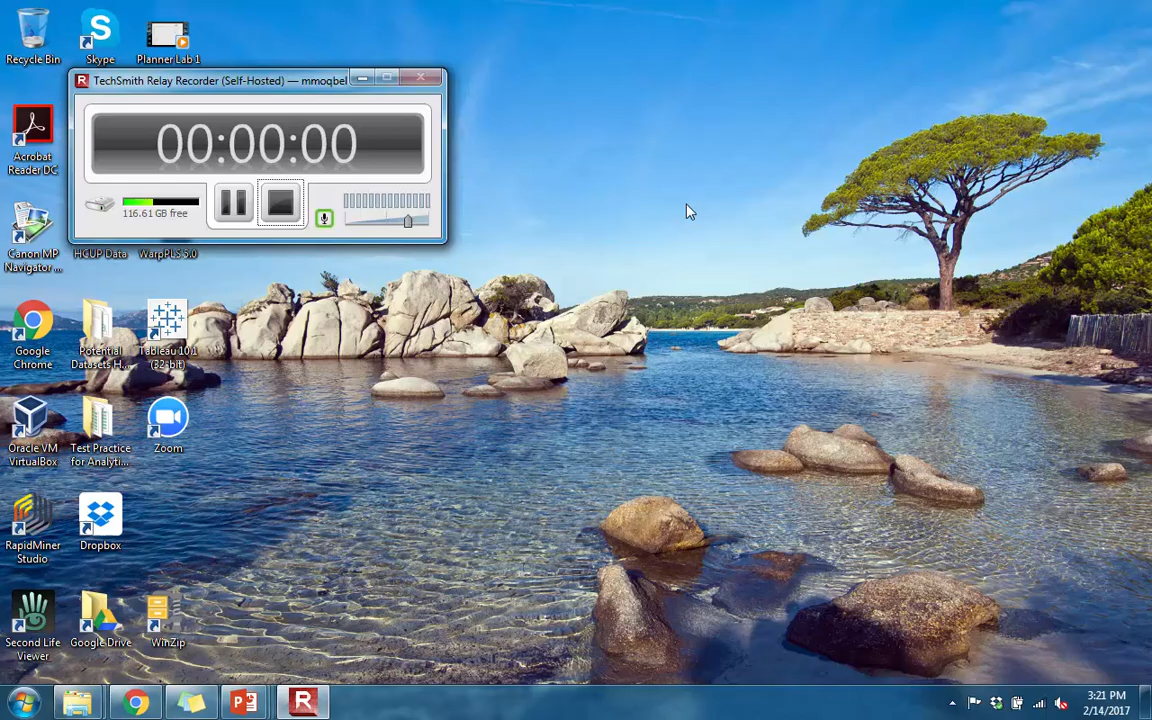 Recycle Bin
Skype
Planner Lab 1
TechSmith Relay Recorder (Self-Hosted) — mmoqbel
00:00:00
116.61 GB free
Acrobat
Reader DC
Canon MP
Navigator ...
HCUP Data
WarpPLS 5.0
Google
Chrome
Potential
Datasets H...
Tableau 10.1
(32-bit)
Oracle VM
VirtualBox
Test Practice
for Analyti...
Zoom
RapidMiner
Studio
Dropbox
Second Life
Viewer
Google Drive
WinZip
3:21 PM
2/14/2017